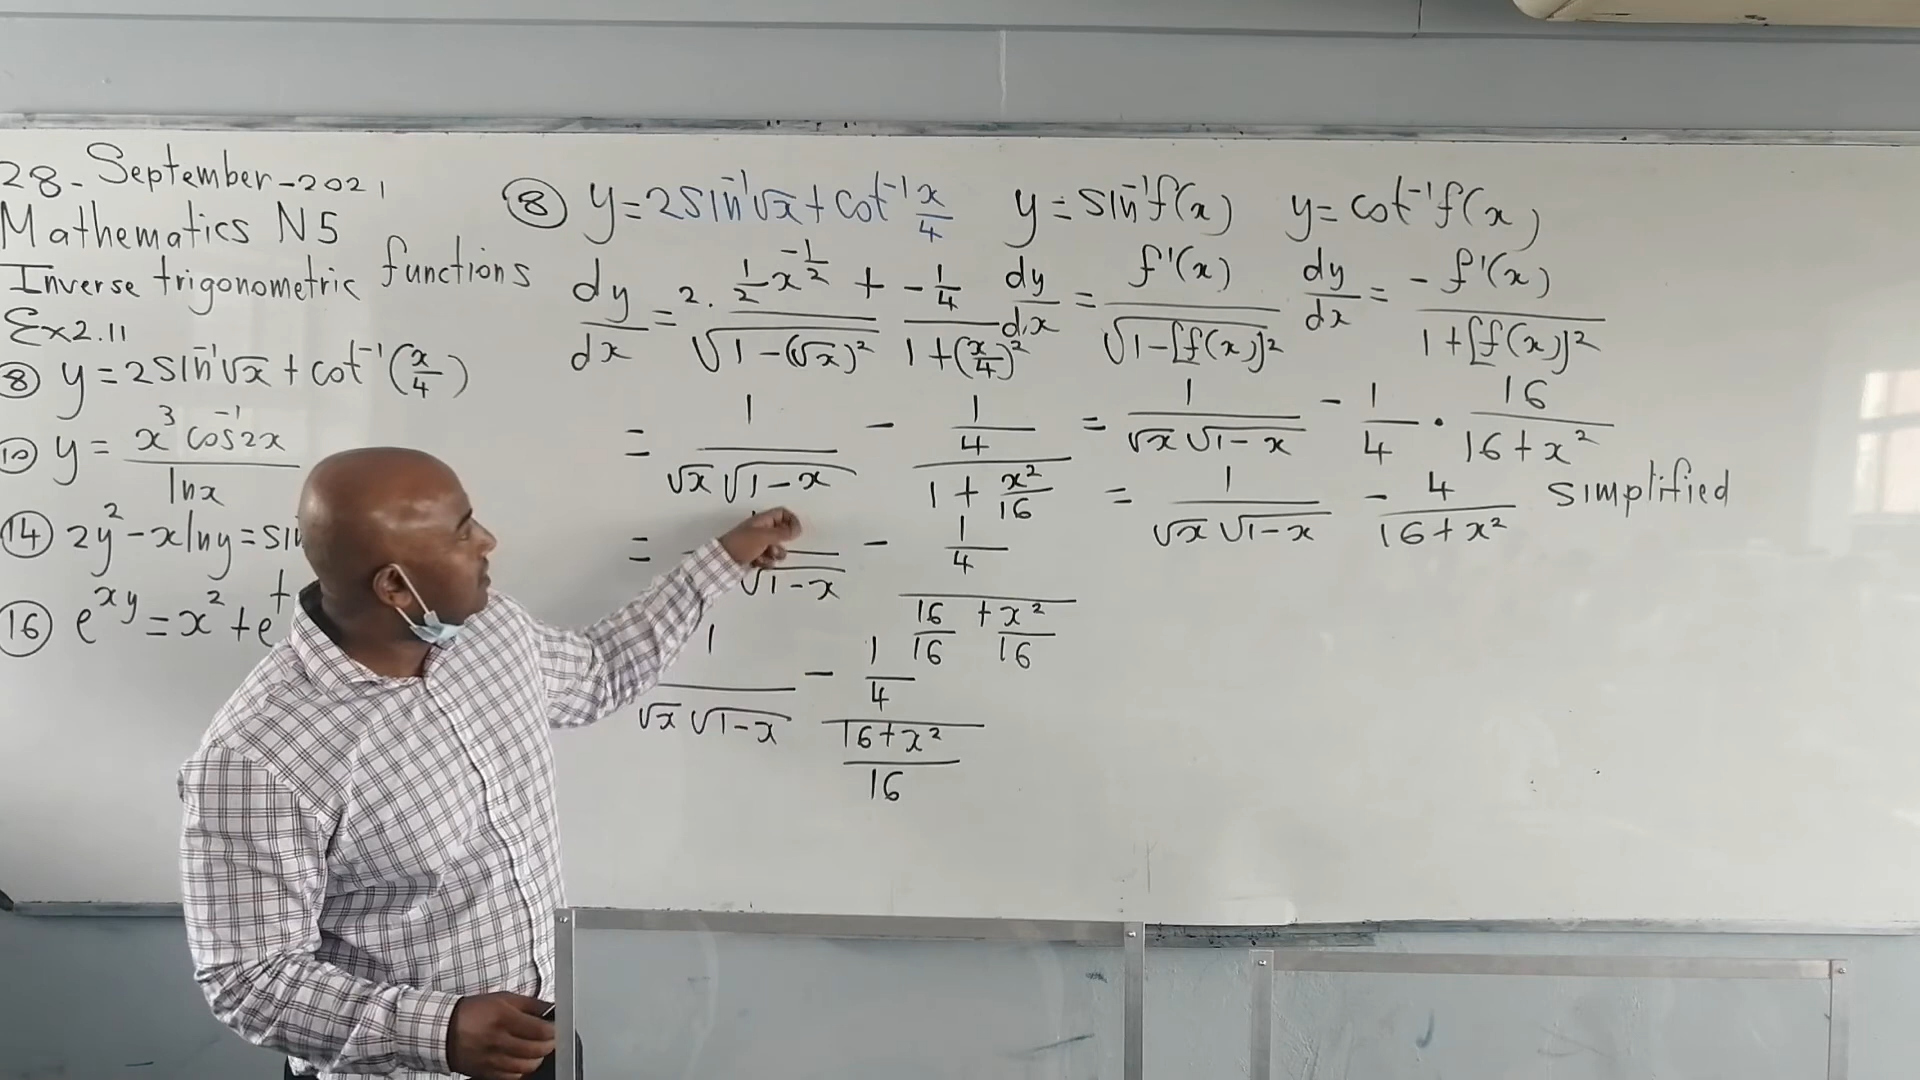 28-September-2021
Mathematics N5
Inverse trigonometric functions
Ex2.11
⑧ y=2sin⁻¹√x+cot⁻¹(x/4)
⑩ y = x³cos⁻¹2x/lnx
⑭ 2y²-xlny=sin
⑯ e^xy=x²+e^t
⑧ y=2sin⁻¹√x+cot⁻¹x/4
dy/dx = 2·(1/2 x^(-1/2))/√(1-(√x)²) + (-1/4)/(1+(x/4)²)
= 1/(√x√(1-x)) - (1/4)/(1+x²/16)
= /√(1-x) - (1/4)/(16/16+x²/16)
1/(√x√(1-x)) - (1/4)/((16+x²)/16)
y=sin⁻¹f(x)
dy/dx = f'(x)/√(1-[f(x)]²)
y=cot⁻¹f(x)
dy/dx = -f'(x)/(1+[f(x)]²)
= 1/(√x√(1-x)) - 1/4 · 16/(16+x²)
= 1/(√x√(1-x)) - 4/(16+x²) simplified